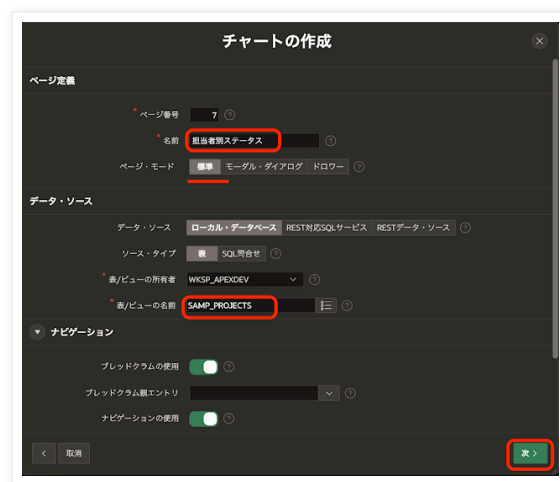 チャートの作成
ページ定義
* ページ番号 7
* 名前 担当者別ステータス
ページ・モード 標準 モーダル・ダイアログ ドロワー
データ・ソース
データ・ソース ローカル・データベース REST対応SQLサービス RESTデータ・ソース
ソース・タイプ 表 SQL問合せ
* 表/ビューの所有者 WKSP_APEXDEV
* 表/ビューの名前 SAMP_PROJECTS
ナビゲーション
ブレッドクラムの使用
ブレッドクラム親エントリ
ナビゲーションの使用
取消 次